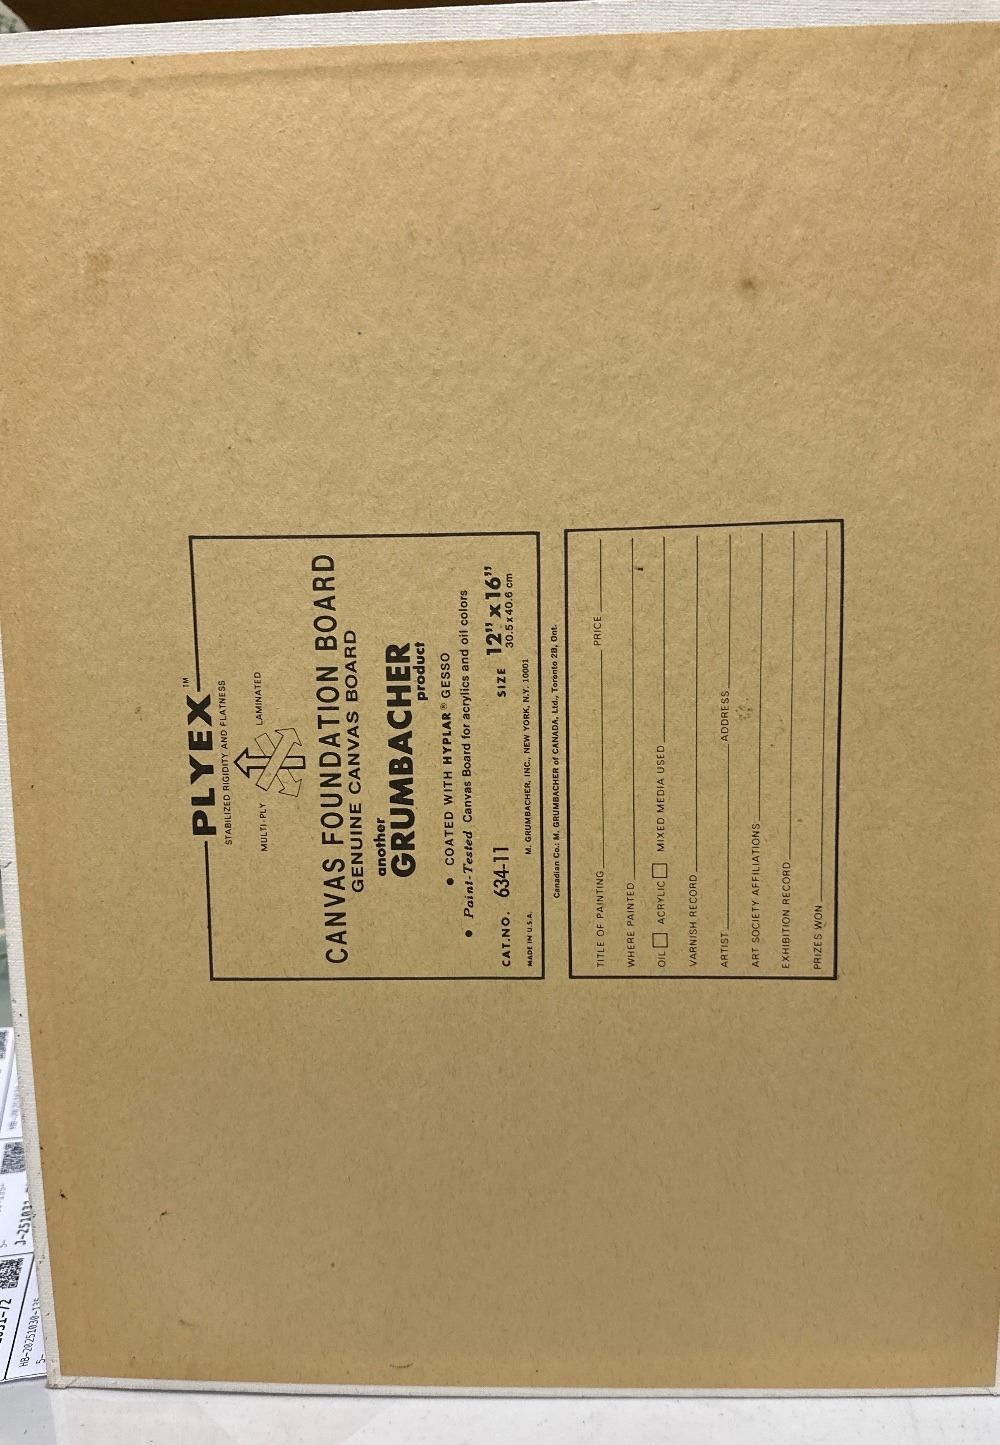 PLYEX™
STABILIZED RIGIDITY AND FLATNESS
MULTI-PLY LAMINATED
CANVAS FOUNDATION BOARD
GENUINE CANVAS BOARD
another
GRUMBACHER
product
• COATED WITH HYPLAR® GESSO
• Paint-Tested Canvas Board for acrylics and oil colors
CAT.NO. 634-11 SIZE 12" x 16"
30.5x40.6 cm
MADE IN U.S.A. M. GRUMBACHER, INC., NEW YORK, N.Y. 10001
Canadian Co.: M. GRUMBACHER of CANADA, Ltd., Toronto 2B, Ont.
TITLE OF PAINTING PRICE
WHERE PAINTED
OIL ACRYLIC MIXED MEDIA USED
VARNISH RECORD
ARTIST ADDRESS
ART SOCIETY AFFILIATIONS
EXHIBITION RECORD
PRIZES WON